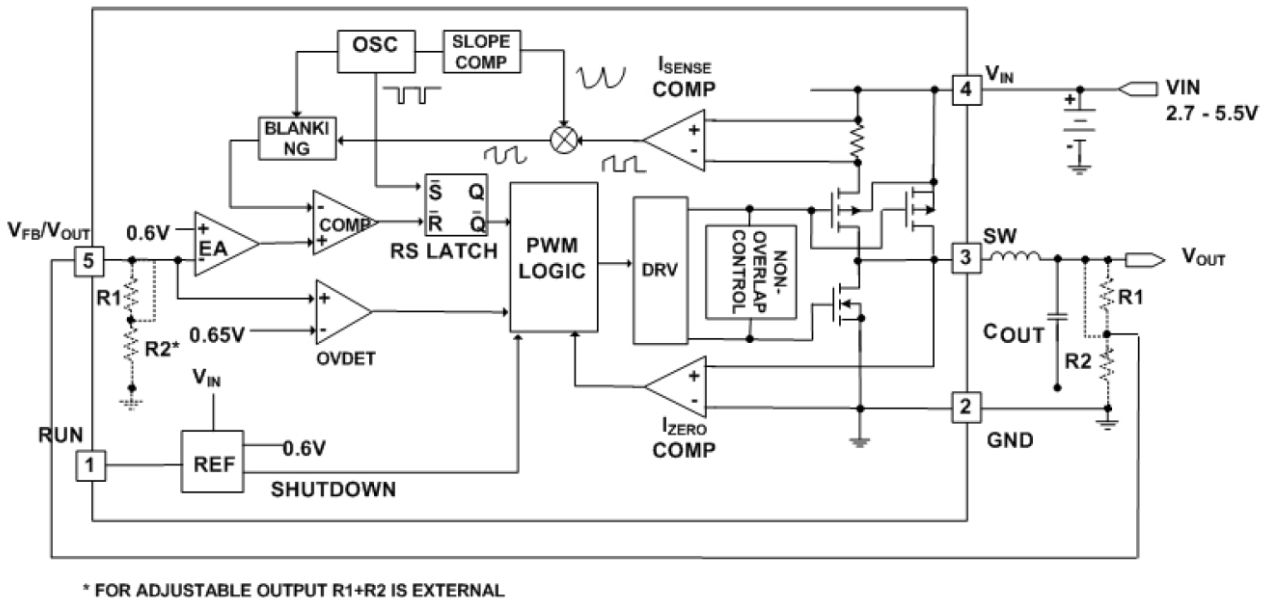 OSC
SLOPE
COMP
ISENSE
COMP
4
VIN
VIN
2.7 - 5.5V
+
-
BLANKI
NG
+
-
S̅ Q
R̅ Q̅
RS LATCH
-
+
COMP
VFB/VOUT
5
0.6V
+
-
EA
PWM
LOGIC
DRV
NON-
OVERLAP
CONTROL
SW
3
VOUT
R1
R2*
0.65V
+
-
OVDET
COUT
R1
R2
VIN
RUN
1
REF
0.6V
SHUTDOWN
+
-
IZERO
COMP
2
GND
* FOR ADJUSTABLE OUTPUT R1+R2 IS EXTERNAL